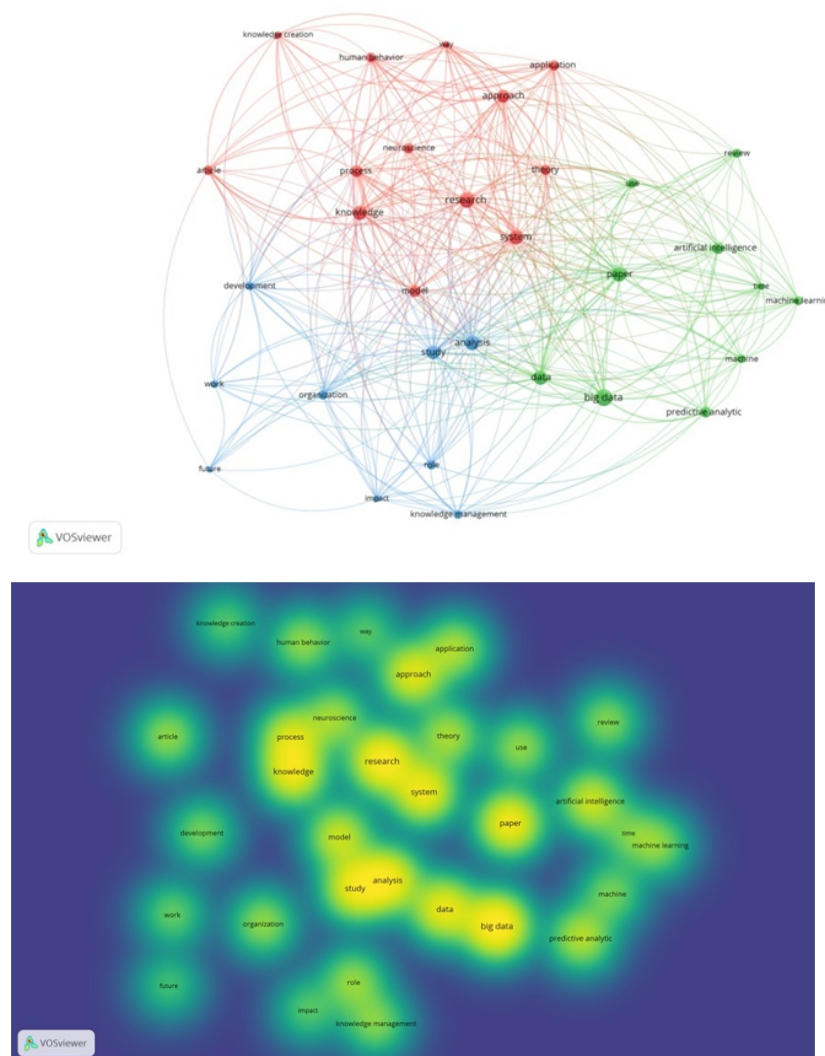 knowledge creation
way
human behavior
application
approach
neuroscience
review
article
process
theory
use
research
knowledge
system
artificial intelligence
paper
development
model
time
machine learnin
analysis
study
machine
data
work
organization
big data
predictive analytic
role
future
impact
knowledge management
VOSviewer
knowledge creation
way
human behavior
application
approach
neuroscience
review
article
process
theory
use
research
knowledge
system
artificial intelligence
paper
development
time
model
machine learning
analysis
study
machine
data
work
organization
big data
predictive analytic
role
future
impact
knowledge management
VOSviewer